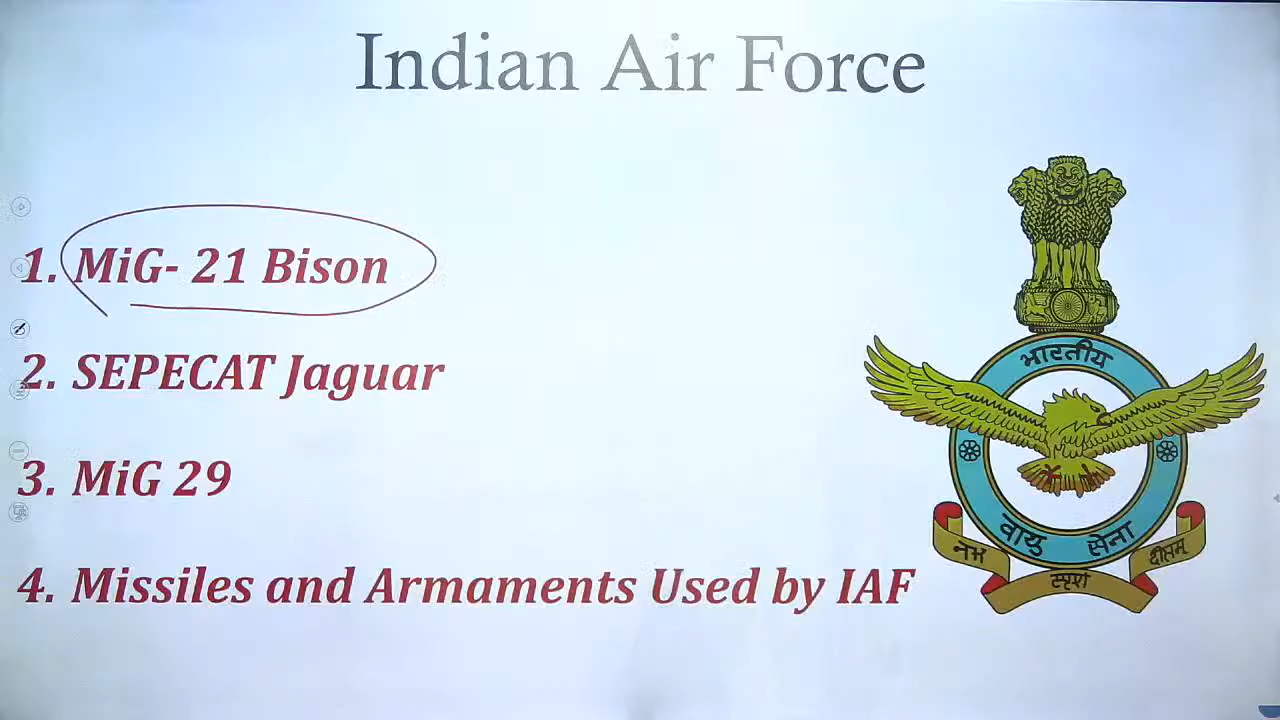 Indian Air Force
1. MiG- 21 Bison
2. SEPECAT Jaguar
3. MiG 29
4. Missiles and Armaments Used by IAF
भारतीय
वायु सेना
नभ स्पृशं दीप्तम्